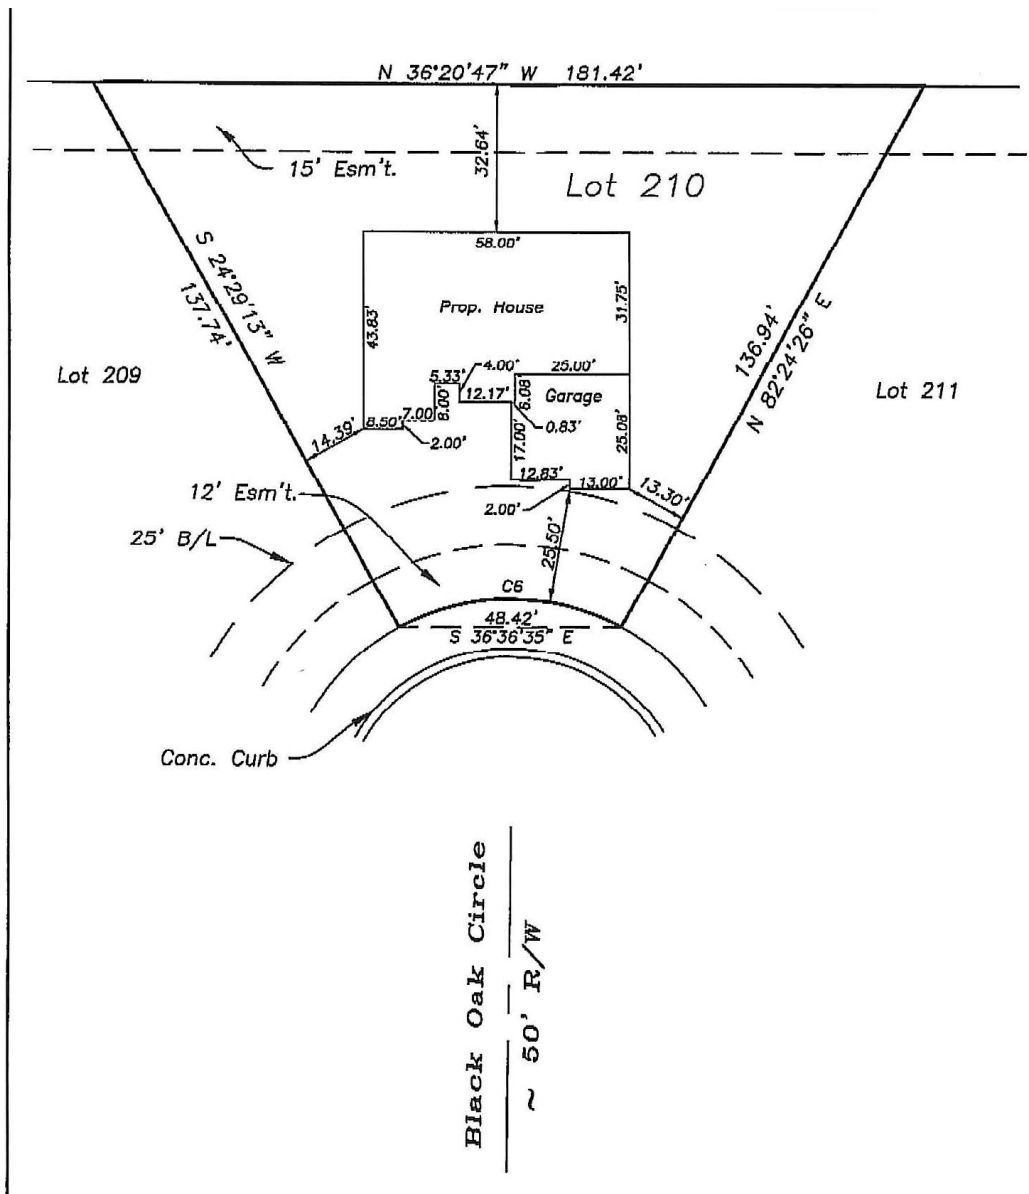 N 36°20'47" W 181.42'
15' Esm't.
32.64'
Lot 210
58.00'
S 24°29'13" W
137.74'
Prop. House
43.83'
31.75'
136.94'
N 82°24'26" E
Lot 209
Lot 211
5.33'
4.00'
25.00'
12.17'
6.08'
Garage
8.00'
7.00'
8.50'
2.00'
0.83'
17.00'
25.08'
14.39'
12.83'
13.00'
13.30'
2.00'
12' Esm't.
25' B/L
25.50'
C6
48.42'
S 36°36'35" E
Conc. Curb
Black Oak Circle
~ 50' R/W